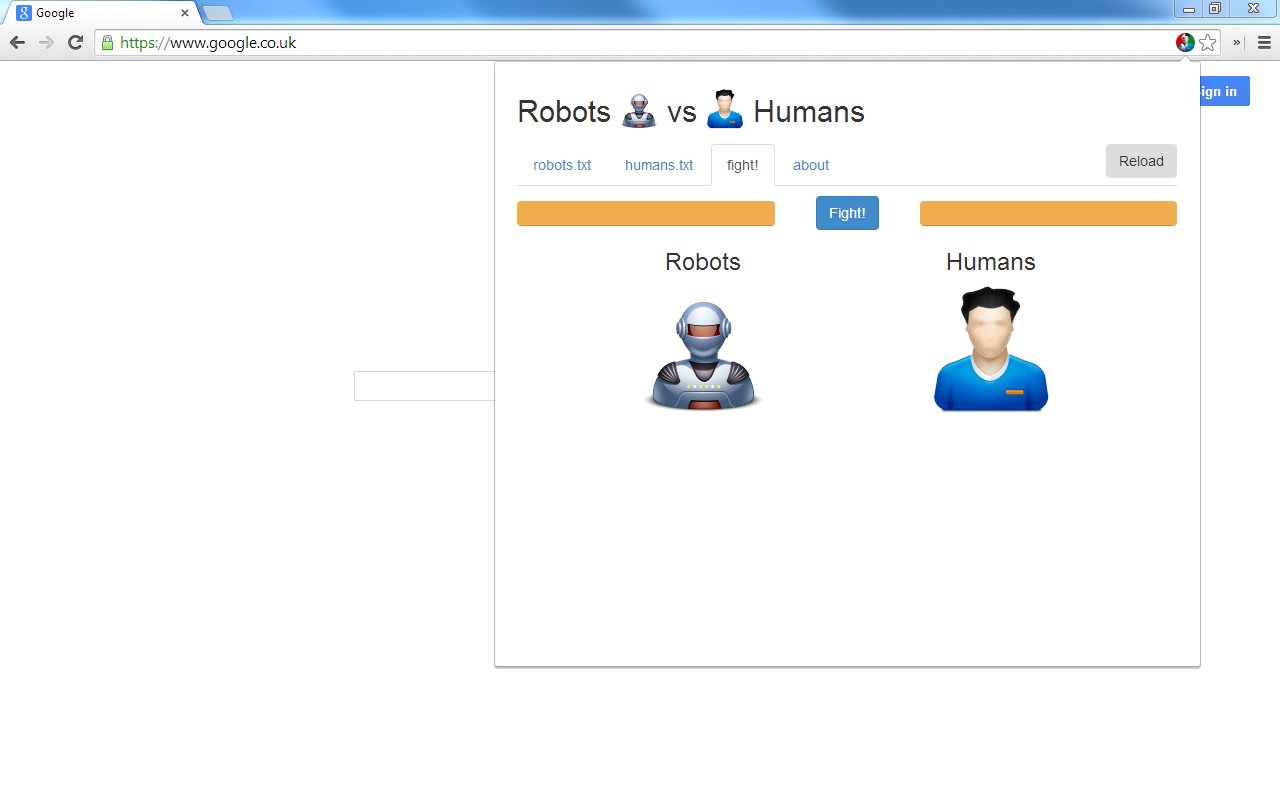 Google
https://www.google.co.uk
Sign in
Robots vs Humans
robots.txt humans.txt fight! about Reload
Fight!
Robots Humans